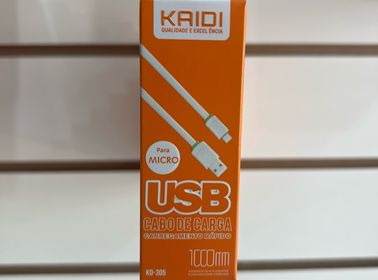 KAIDI
QUALIDADE E EXCELÊNCIA
Para
MICRO
USB
CABO DE CARGA
CARREGAMENTO RÁPIDO
KD-305
1000mm